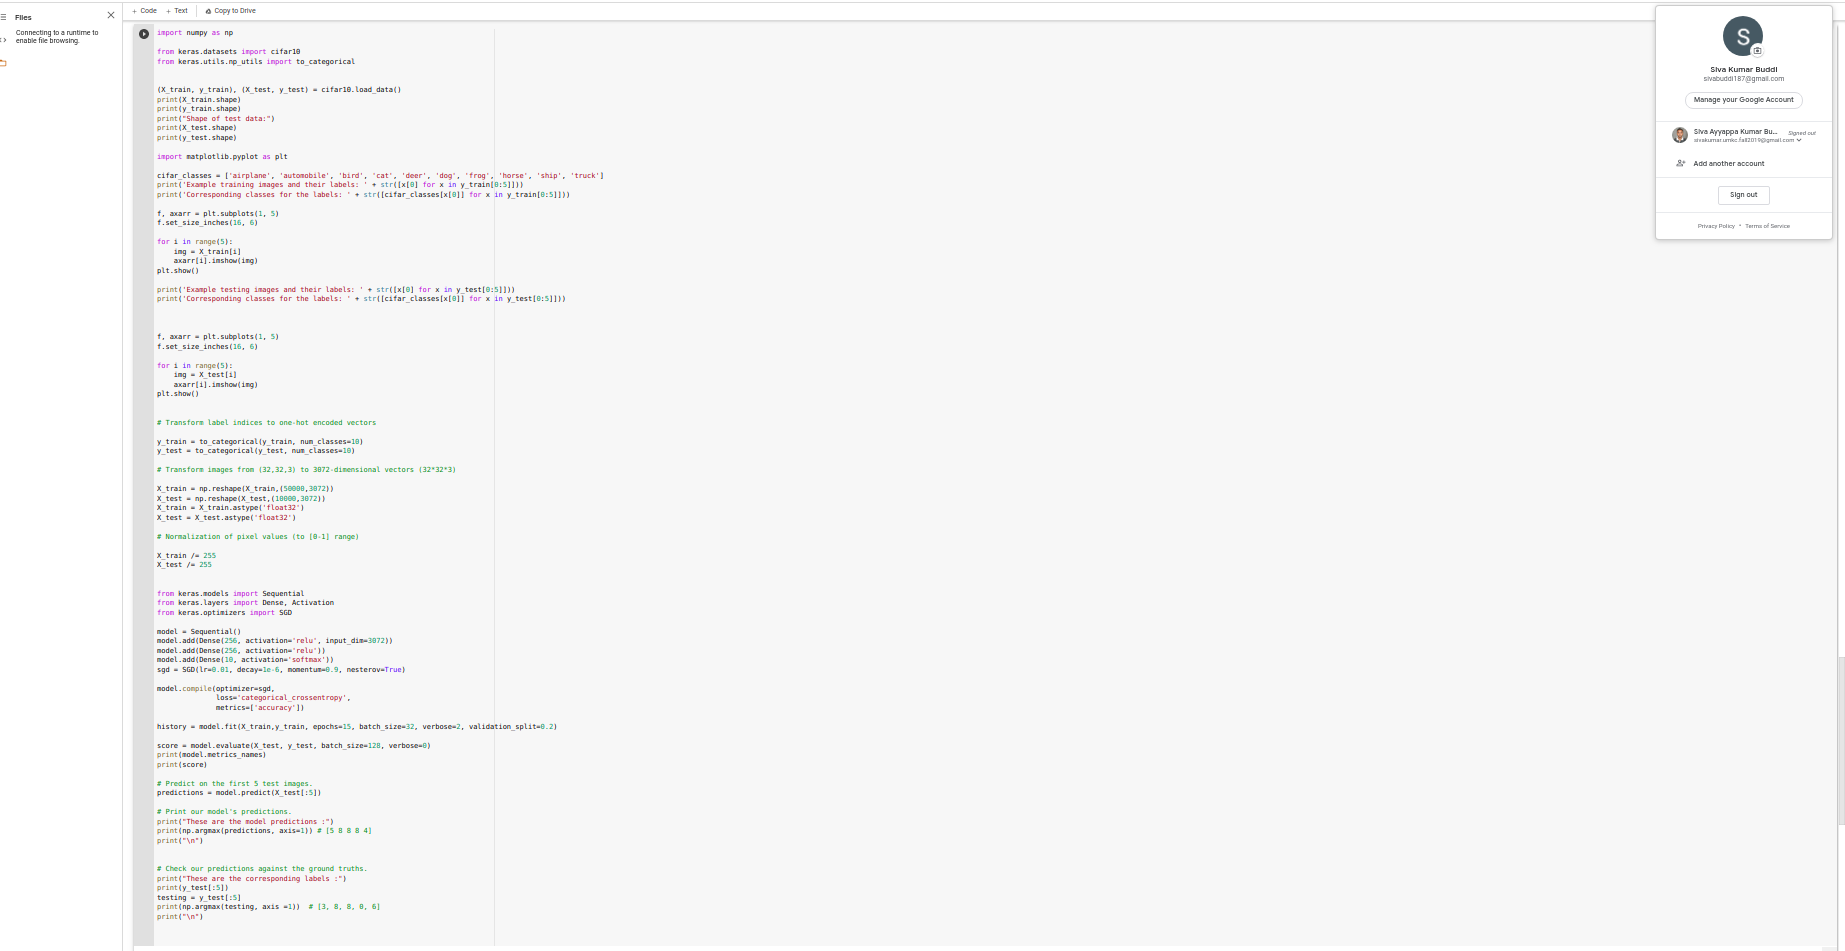 Files
Connecting to a runtime to
enable file browsing.
+ Code + Text Copy to Drive
import numpy as np
from keras.datasets import cifar10
from keras.utils.np_utils import to_categorical
(X_train, y_train), (X_test, y_test) = cifar10.load_data()
print(X_train.shape)
print(y_train.shape)
print("Shape of test data:")
print(X_test.shape)
print(y_test.shape)
import matplotlib.pyplot as plt
cifar_classes = ['airplane', 'automobile', 'bird', 'cat', 'deer', 'dog', 'frog', 'horse', 'ship', 'truck']
print('Example training images and their labels: ' + str([x[0] for x in y_train[0:5]]))
print('Corresponding classes for the labels: ' + str([cifar_classes[x[0]] for x in y_train[0:5]]))
f, axarr = plt.subplots(1, 5)
f.set_size_inches(16, 6)
for i in range(5):
    img = X_train[i]
    axarr[i].imshow(img)
plt.show()
print('Example testing images and their labels: ' + str([x[0] for x in y_test[0:5]]))
print('Corresponding classes for the labels: ' + str([cifar_classes[x[0]] for x in y_test[0:5]]))
f, axarr = plt.subplots(1, 5)
f.set_size_inches(16, 6)
for i in range(5):
    img = X_test[i]
    axarr[i].imshow(img)
plt.show()
# Transform label indices to one-hot encoded vectors
y_train = to_categorical(y_train, num_classes=10)
y_test = to_categorical(y_test, num_classes=10)
# Transform images from (32,32,3) to 3072-dimensional vectors (32*32*3)
X_train = np.reshape(X_train,(50000,3072))
X_test = np.reshape(X_test,(10000,3072))
X_train = X_train.astype('float32')
X_test = X_test.astype('float32')
# Normalization of pixel values (to [0-1] range)
X_train /= 255
X_test /= 255
from keras.models import Sequential
from keras.layers import Dense, Activation
from keras.optimizers import SGD
model = Sequential()
model.add(Dense(256, activation='relu', input_dim=3072))
model.add(Dense(256, activation='relu'))
model.add(Dense(10, activation='softmax'))
sgd = SGD(lr=0.01, decay=1e-6, momentum=0.9, nesterov=True)
model.compile(optimizer=sgd,
              loss='categorical_crossentropy',
              metrics=['accuracy'])
history = model.fit(X_train,y_train, epochs=15, batch_size=32, verbose=2, validation_split=0.2)
score = model.evaluate(X_test, y_test, batch_size=128, verbose=0)
print(model.metrics_names)
print(score)
# Predict on the first 5 test images.
predictions = model.predict(X_test[:5])
# Print our model's predictions.
print("These are the model predictions :")
print(np.argmax(predictions, axis=1)) # [5 8 8 8 4]
print("\n")
# Check our predictions against the ground truths.
print("These are the corresponding labels :")
print(y_test[:5])
testing = y_test[:5]
print(np.argmax(testing, axis =1))  # [3, 8, 8, 0, 6]
print("\n")
S
Siva Kumar Buddi
sivabuddi187@gmail.com
Manage your Google Account
Siva Ayyappa Kumar Bu... Signed out
sivakumar.umkc.fall2019@gmail.com
Add another account
Sign out
Privacy Policy • Terms of Service